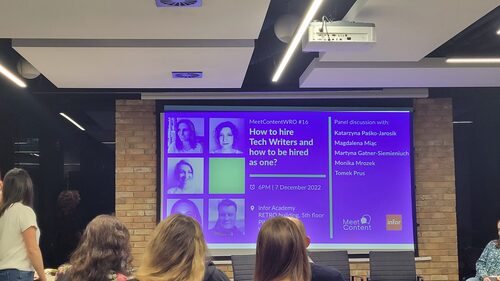 MeetContentWRO #16
How to hire
Tech Writers and
how to be hired
as one?
6PM | 7 December 2022
Infor Academy
RETRO building, 5th floor
Panel discussion with:
Katarzyna Paśko-Jarosik
Magdalena Miąc
Martyna Gatner-Siemieniuch
Monika Mrozek
Tomek Prus
Meet
Content
infor